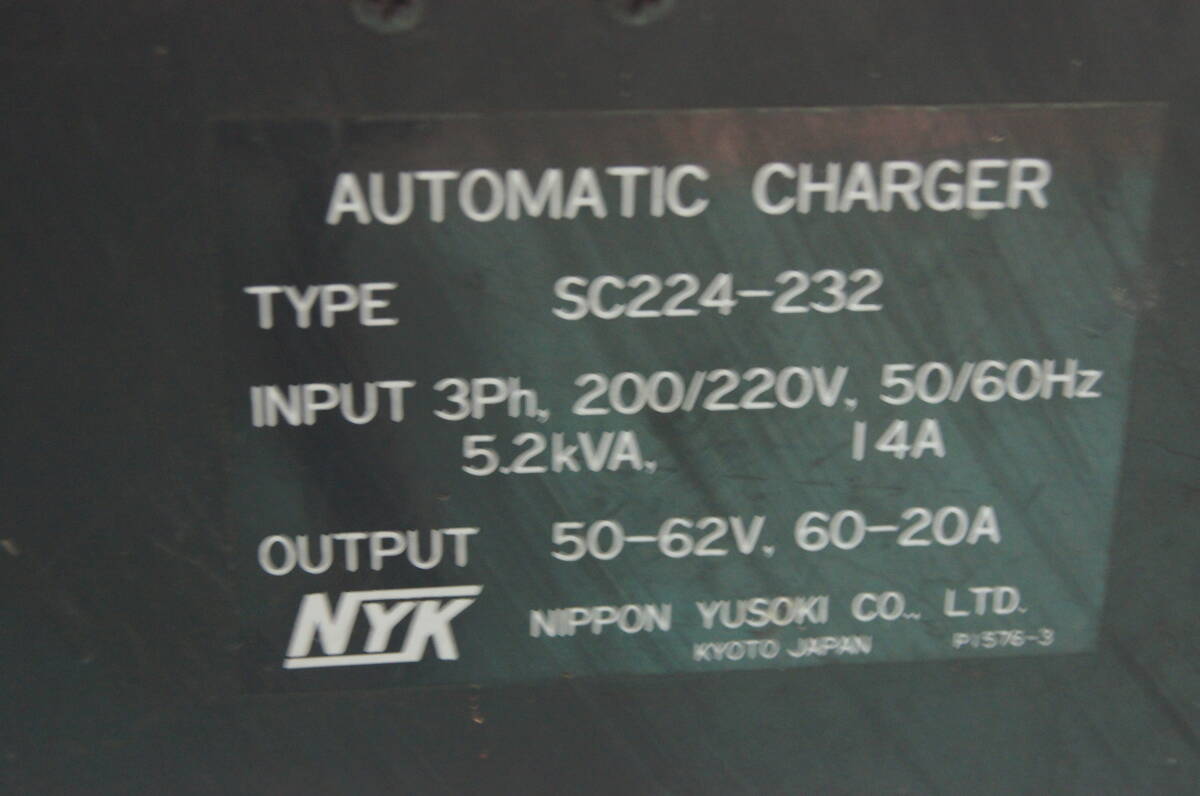 AUTOMATIC CHARGER
TYPE SC224-232
INPUT 3Ph, 200/220V, 50/60Hz
5.2kVA, 14A
OUTPUT 50-62V, 60-20A
NYK NIPPON YUSOKI CO., LTD.
KYOTO JAPAN P1576-3